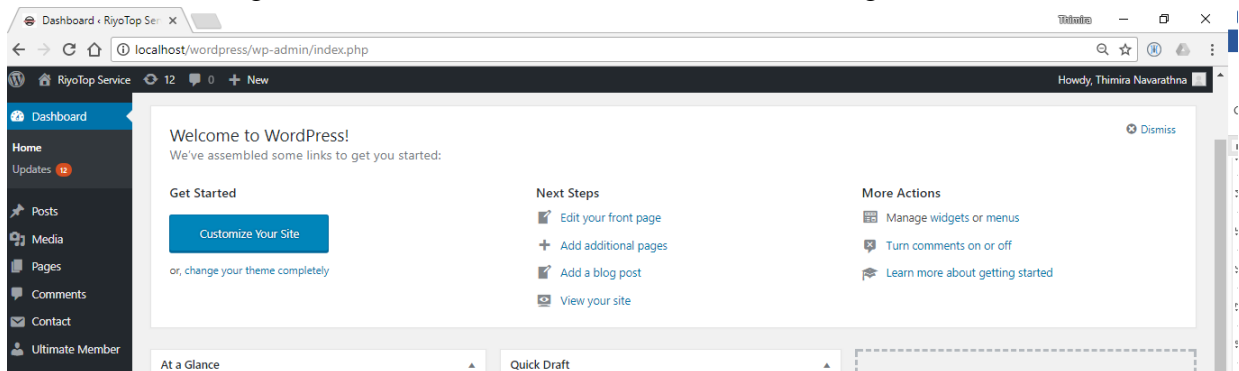 Dashboard ‹ RiyoTop Ser
Thimira
localhost/wordpress/wp-admin/index.php
RiyoTop Service 12 0 New
Howdy, Thimira Navarathna
Dashboard
Home
Updates 12
Posts
Media
Pages
Comments
Contact
Ultimate Member
Welcome to WordPress!
Dismiss
We've assembled some links to get you started:
Get Started
Customize Your Site
or, change your theme completely
Next Steps
Edit your front page
Add additional pages
Add a blog post
View your site
More Actions
Manage widgets or menus
Turn comments on or off
Learn more about getting started
At a Glance
Quick Draft